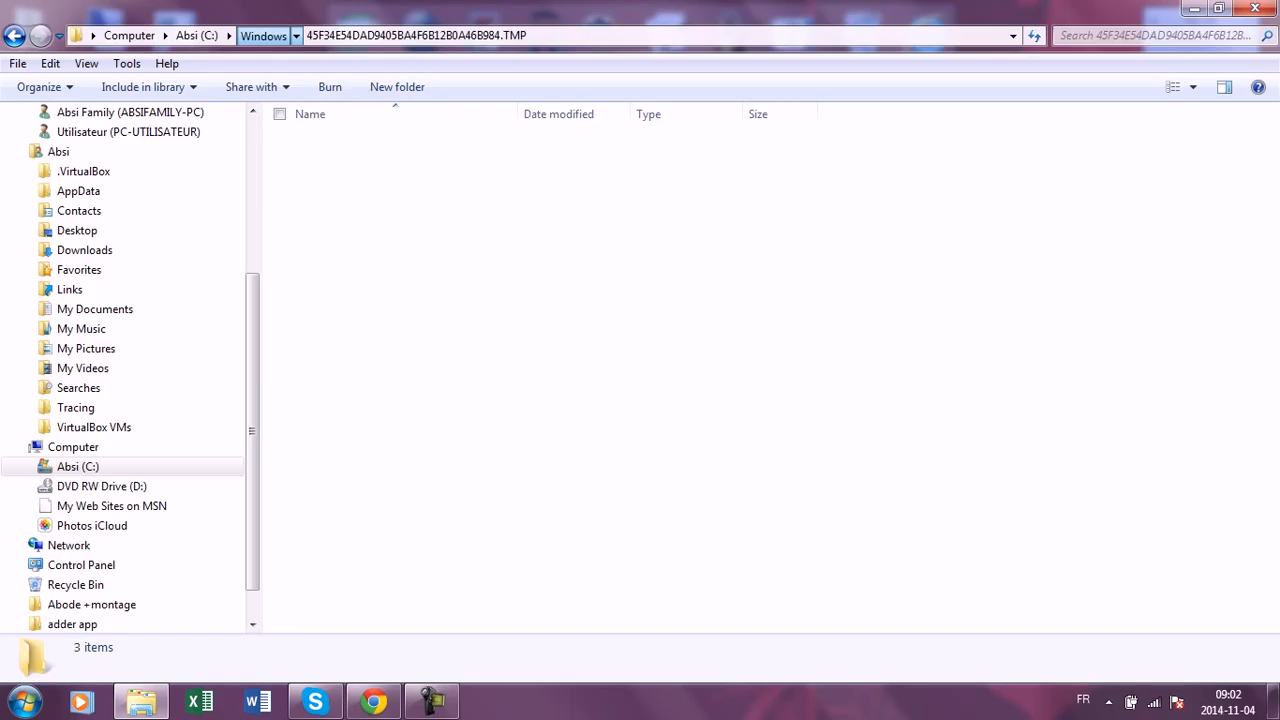 Computer Absi (C:) Windows 45F34E54DAD9405BA4F6B12B0A46B984.TMP Search 45F34E54DAD9405BA4F6B12B...
File Edit View Tools Help
Organize Include in library Share with Burn New folder
Name Date modified Type Size
Absi Family (ABSIFAMILY-PC)
Utilisateur (PC-UTILISATEUR)
Absi
.VirtualBox
AppData
Contacts
Desktop
Downloads
Favorites
Links
My Documents
My Music
My Pictures
My Videos
Searches
Tracing
VirtualBox VMs
Computer
Absi (C:)
DVD RW Drive (D:)
My Web Sites on MSN
Photos iCloud
Network
Control Panel
Recycle Bin
Abode +montage
adder app
3 items
FR 09:02
2014-11-04